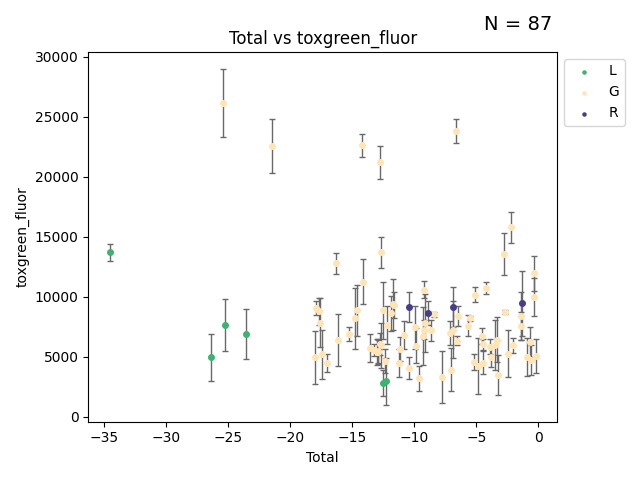 N = 87
Total vs toxgreen_fluor
L
G
R
30000
25000
20000
15000
10000
5000
0
toxgreen_fluor
−35 −30 −25 −20 −15 −10 −5 0
Total